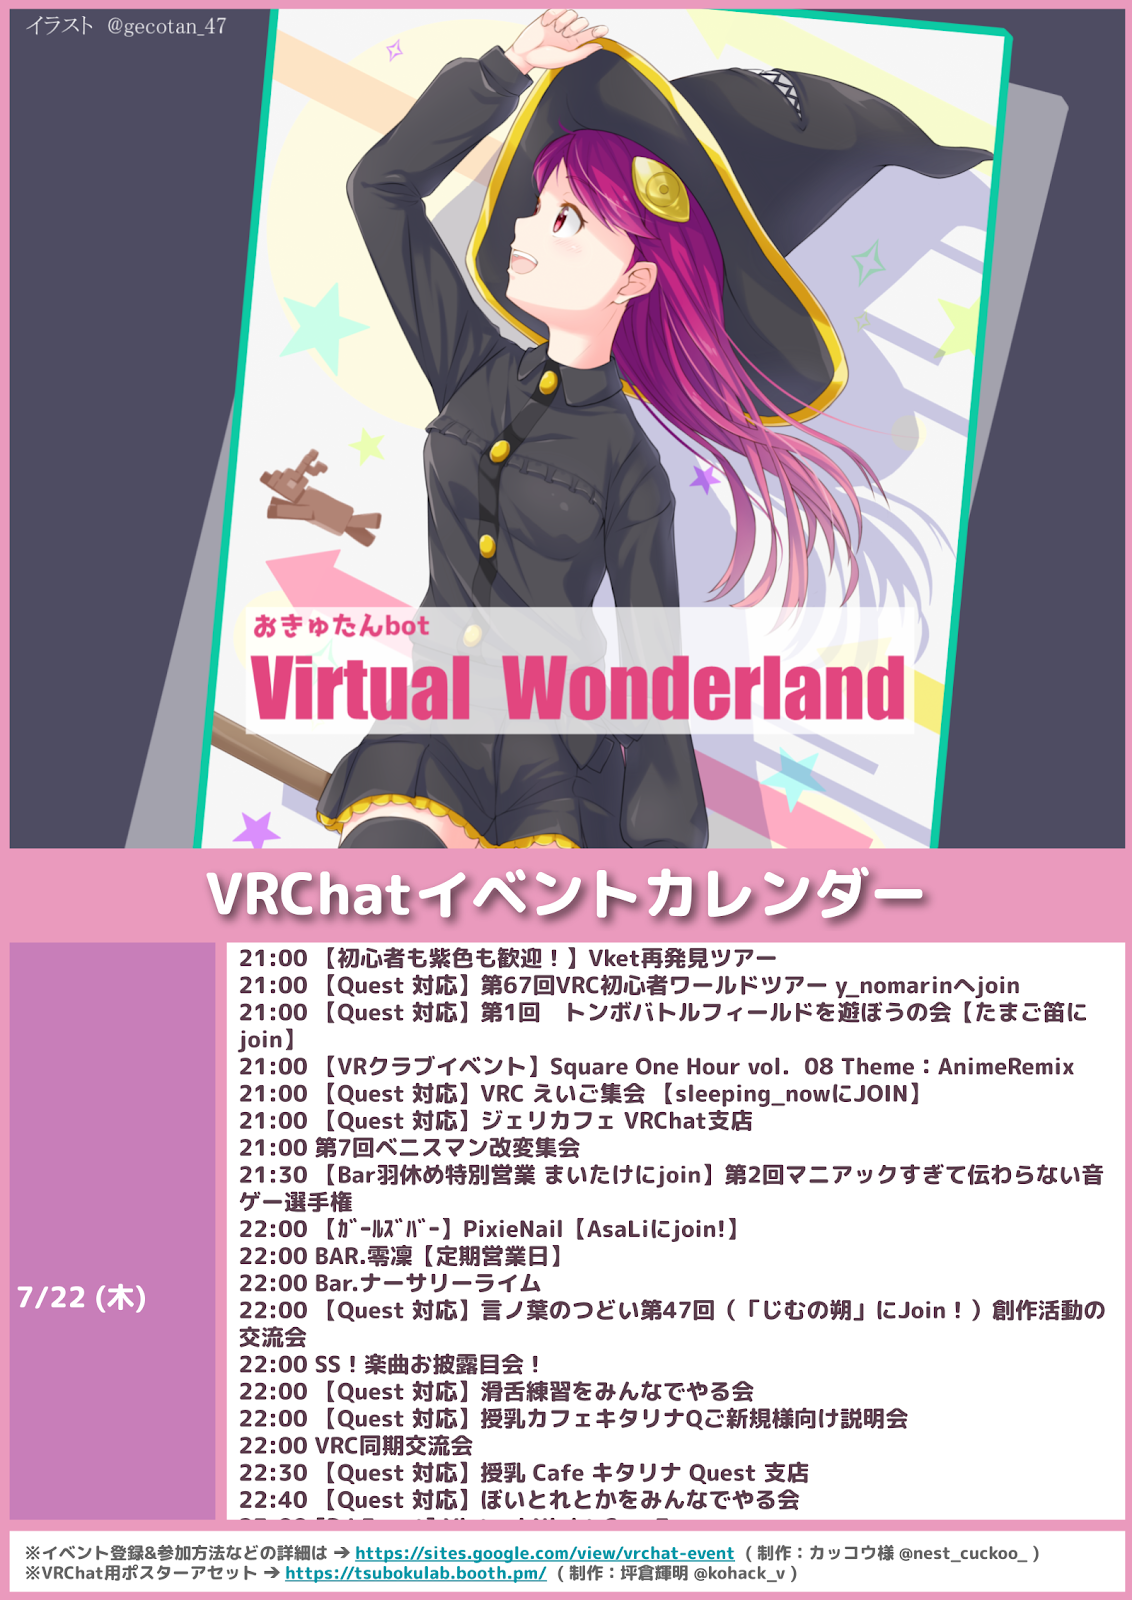 イラスト @gecotan_47
おきゅたんbot
Virtual Wonderland
VRChatイベントカレンダー
7/22 (木)
21:00 【初心者も紫色も歓迎！】Vket再発見ツアー
21:00 【Quest 対応】第67回VRC初心者ワールドツアー y_nomarinへjoin
21:00 【Quest 対応】第1回　トンボバトルフィールドを遊ぼうの会【たまご笛に
join】
21:00 【VRクラブイベント】Square One Hour vol．08 Theme：AnimeRemix
21:00 【Quest 対応】VRC えいご集会 【sleeping_nowにJOIN】
21:00 【Quest 対応】ジェリカフェ VRChat支店
21:00 第7回ベニスマン改変集会
21:30 【Bar羽休め特別営業 まいたけにjoin】第2回マニアックすぎて伝わらない音
ゲー選手権
22:00 【ｶﾞｰﾙｽﾞﾊﾞｰ】PixieNail【AsaLiにjoin!】
22:00 BAR.零凜【定期営業日】
22:00 Bar.ナーサリーライム
22:00 【Quest 対応】言ノ葉のつどい第47回（「じむの朔」にJoin！）創作活動の
交流会
22:00 SS！楽曲お披露目会！
22:00 【Quest 対応】滑舌練習をみんなでやる会
22:00 【Quest 対応】授乳カフェキタリナQご新規様向け説明会
22:00 VRC同期交流会
22:30 【Quest 対応】授乳 Cafe キタリナ Quest 支店
22:40 【Quest 対応】ぼいとれとかをみんなでやる会
※イベント登録&参加方法などの詳細は → https://sites.google.com/view/vrchat-event ( 制作：カッコウ様 @nest_cuckoo_ )
※VRChat用ポスターアセット → https://tsubokulab.booth.pm/ ( 制作：坪倉輝明 @kohack_v )